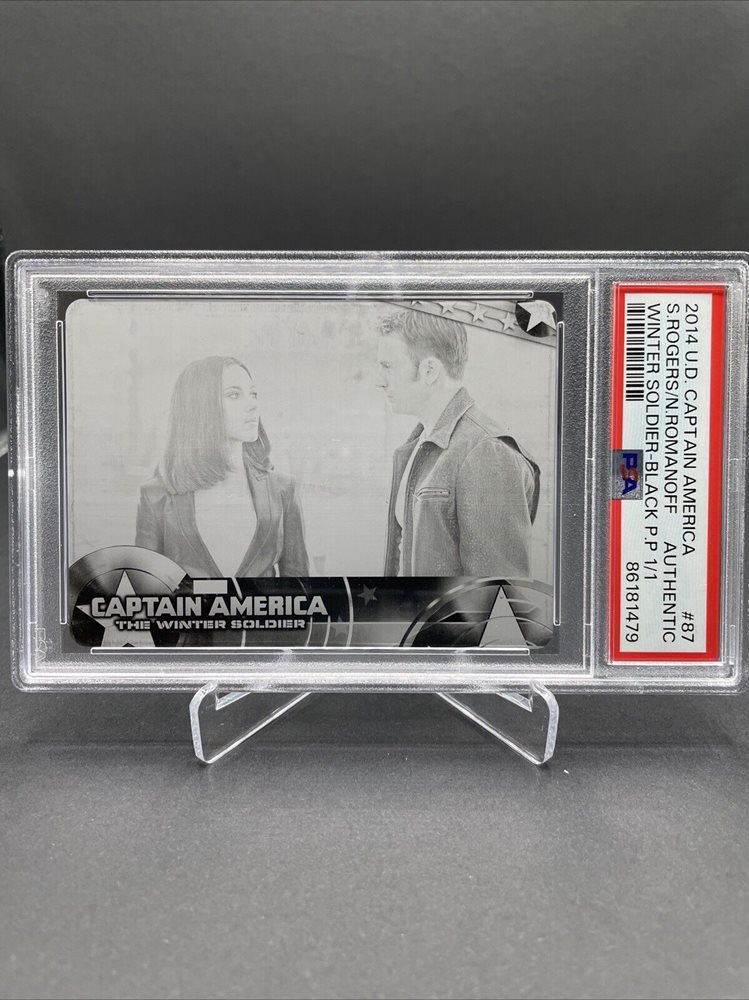 CAPTAIN AMERICA
THE WINTER SOLDIER
2014 U.D. CAPTAIN AMERICA #87
S.ROGERS/N.ROMANOFF AUTHENTIC
WINTER SOLDIER-BLACK P.P 1/1
86181479
PSA